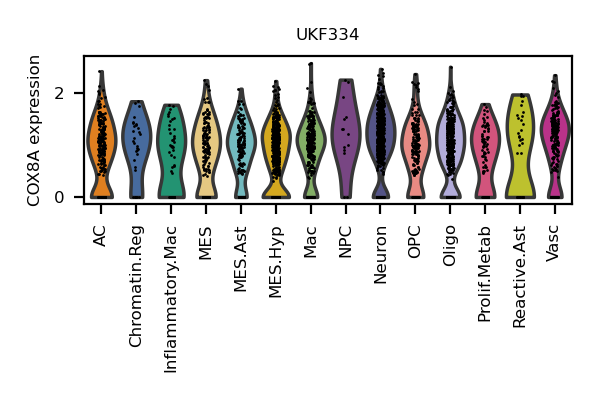 UKF334
COX8A expression
2
0
AC
Chromatin.Reg
Inflammatory.Mac
MES
MES.Ast
MES.Hyp
Mac
NPC
Neuron
OPC
Oligo
Prolif.Metab
Reactive.Ast
Vasc